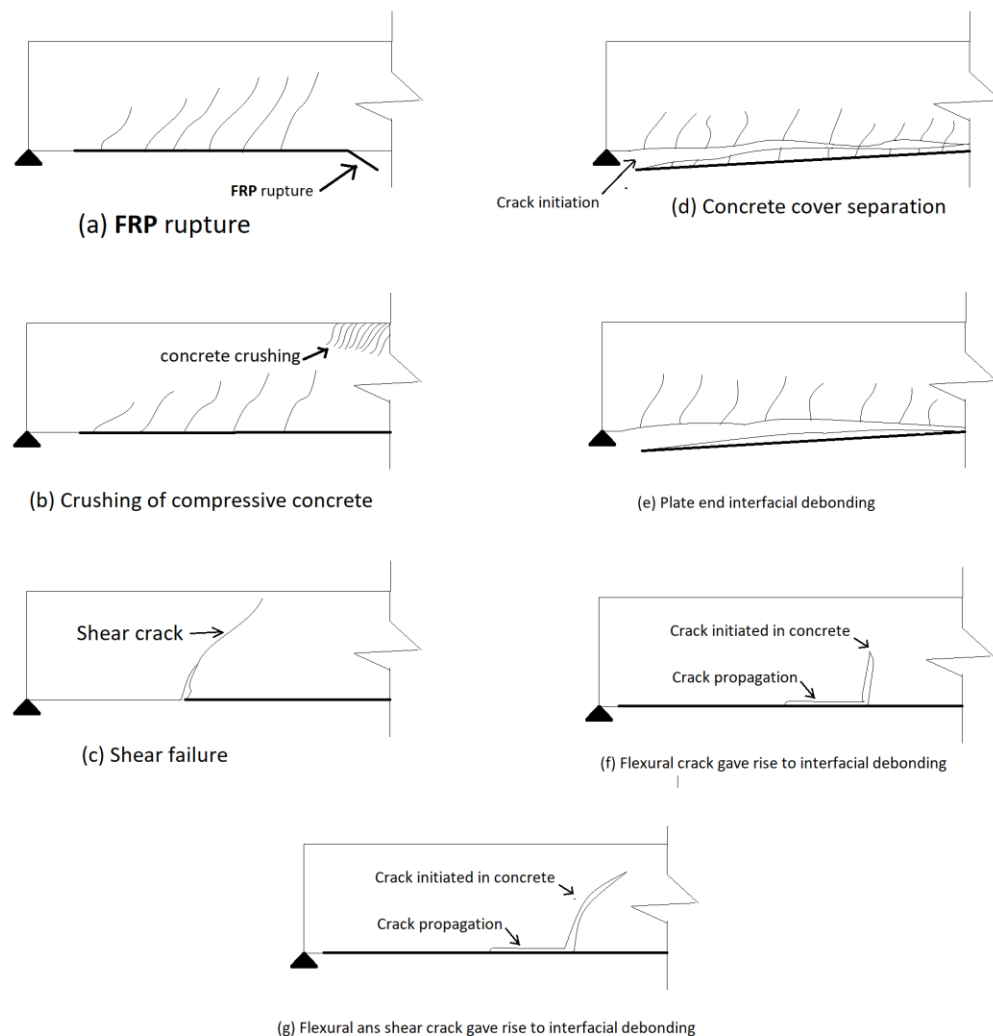 FRP rupture
(a) FRP rupture
Crack initiation
(d) Concrete cover separation
concrete crushing
(b) Crushing of compressive concrete
(e) Plate end interfacial debonding
Shear crack
(c) Shear failure
Crack initiated in concrete
Crack propagation
(f) Flexural crack gave rise to interfacial debonding
Crack initiated in concrete
Crack propagation
(g) Flexural ans shear crack gave rise to interfacial debonding